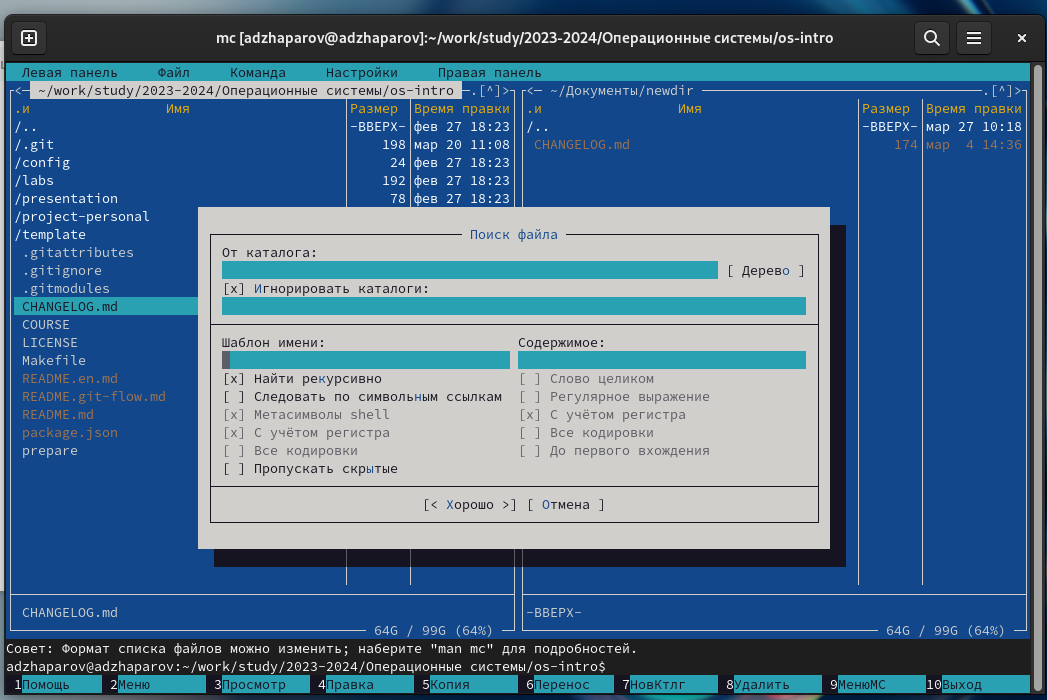 mc [adzhaparov@adzhaparov]:~/work/study/2023-2024/Операционные системы/os-intro
Левая панель Файл Команда Настройки Правая панель
<─ ~/work/study/2023-2024/Операционные системы/os-intro ─.[^]>┐ <─ ~/Документы/newdir ─.[^]>┐
.и Имя Размер Время правки .и Имя Размер Время правки
/.. -ВВЕРХ- фев 27 18:23 /.. -ВВЕРХ- мар 27 10:18
/.git 198 мар 20 11:08 CHANGELOG.md 174 мар 4 14:36
/config 24 фев 27 18:23
/labs 192 фев 27 18:23
/presentation 78 фев 27 18:23
/project-personal
/template
.gitattributes
.gitignore
.gitmodules
CHANGELOG.md
COURSE
LICENSE
Makefile
README.en.md
README.git-flow.md
README.md
package.json
prepare
Поиск файла
От каталога:
[ Дерево ]
[x] Игнорировать каталоги:
Шаблон имени: Содержимое:
[x] Найти рекурсивно [ ] Слово целиком
[ ] Следовать по символьным ссылкам [ ] Регулярное выражение
[x] Метасимволы shell [x] С учётом регистра
[x] С учётом регистра [ ] Все кодировки
[ ] Все кодировки [ ] До первого вхождения
[ ] Пропускать скрытые
[< Хорошо >] [ Отмена ]
CHANGELOG.md -ВВЕРХ-
64G / 99G (64%) 64G / 99G (64%)
Совет: Формат списка файлов можно изменить; наберите "man mc" для подробностей.
adzhaparov@adzhaparov:~/work/study/2023-2024/Операционные системы/os-intro$
1Помощь 2Меню 3Просмотр 4Правка 5Копия 6Перенос 7НовКтлг 8Удалить 9МенюМС 10Выход